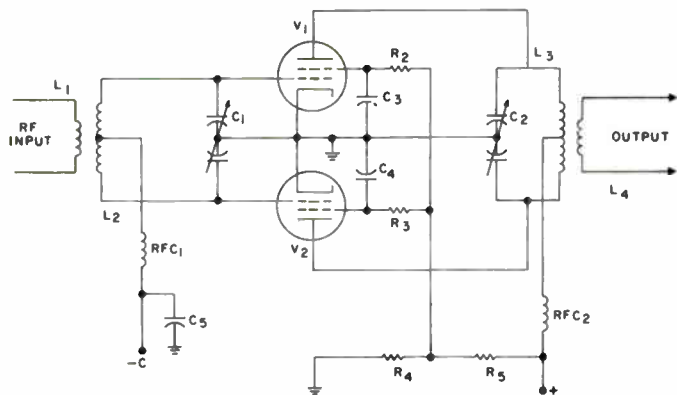 V1
L1
R2
L3
C1
C3
C2
RF
INPUT
OUTPUT
C4
L2
V2
R3
L4
RFC1
RFC2
C5
-C
R4
R5
+